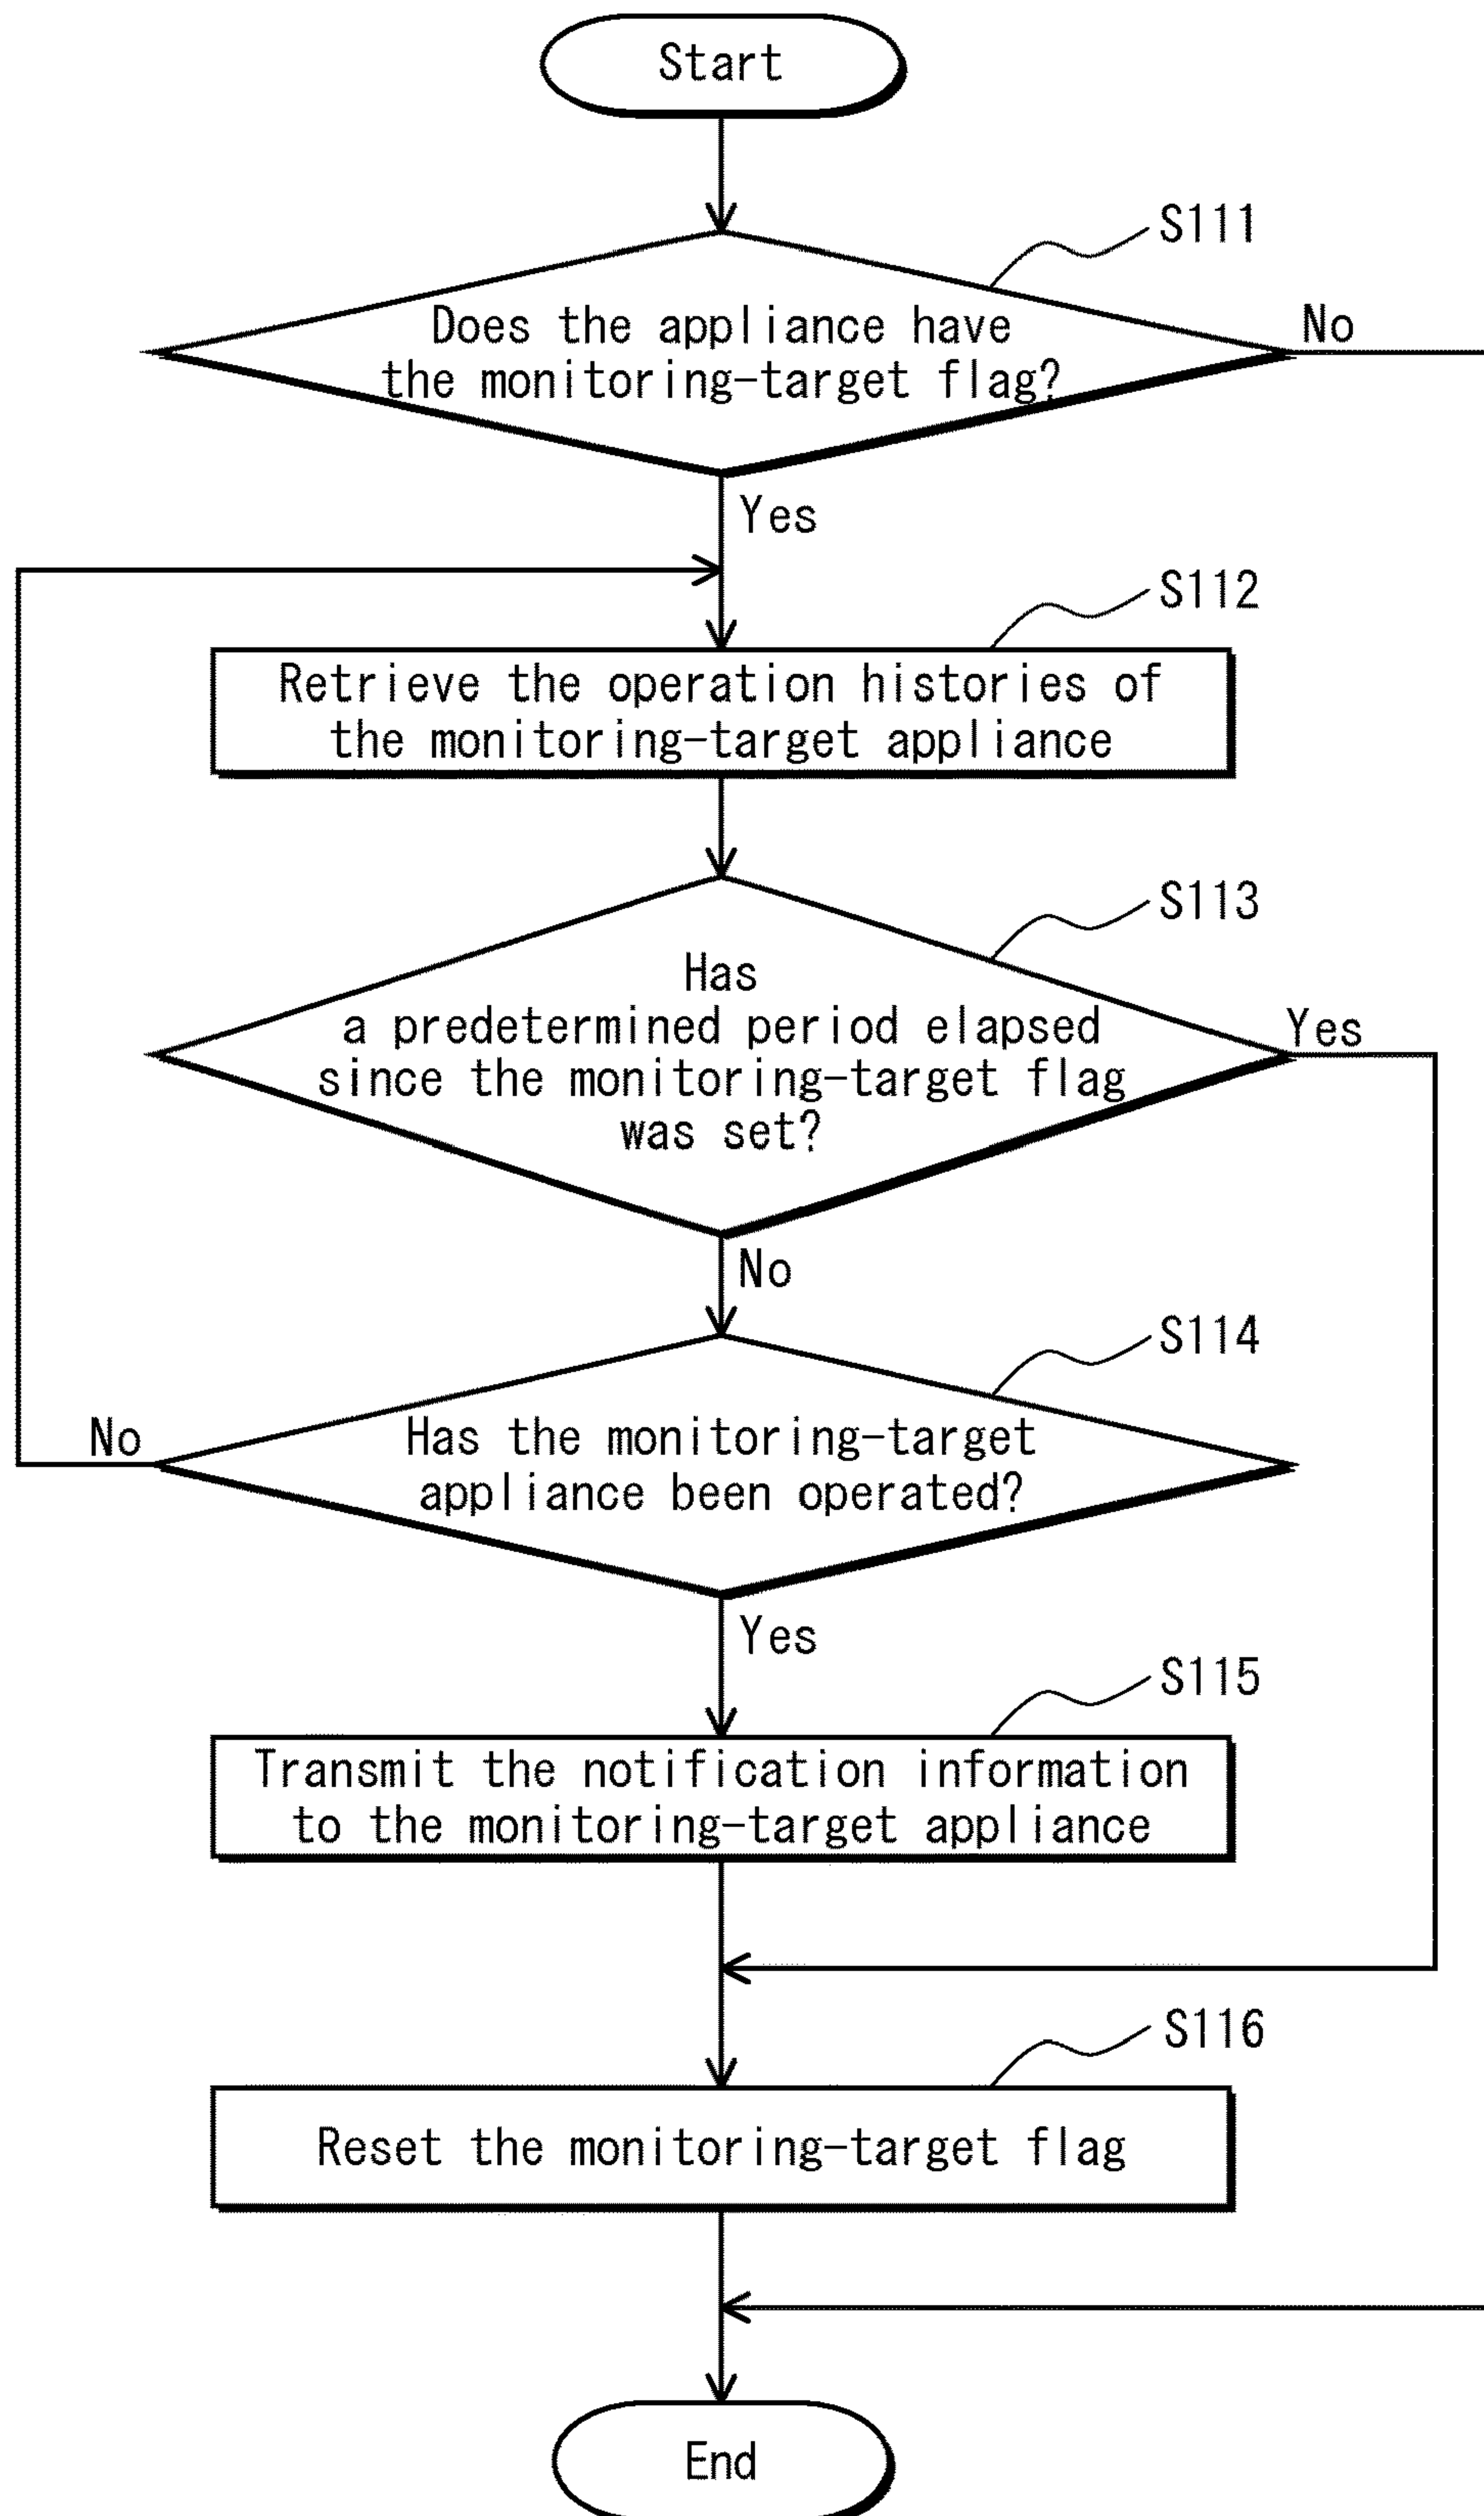 Start
S111
Does the appliance have
the monitoring-target flag?
No
Yes
S112
Retrieve the operation histories of
the monitoring-target appliance
S113
Has
a predetermined period elapsed
since the monitoring-target flag
was set?
Yes
No
S114
Has the monitoring-target
appliance been operated?
No
Yes
S115
Transmit the notification information
to the monitoring-target appliance
S116
Reset the monitoring-target flag
End